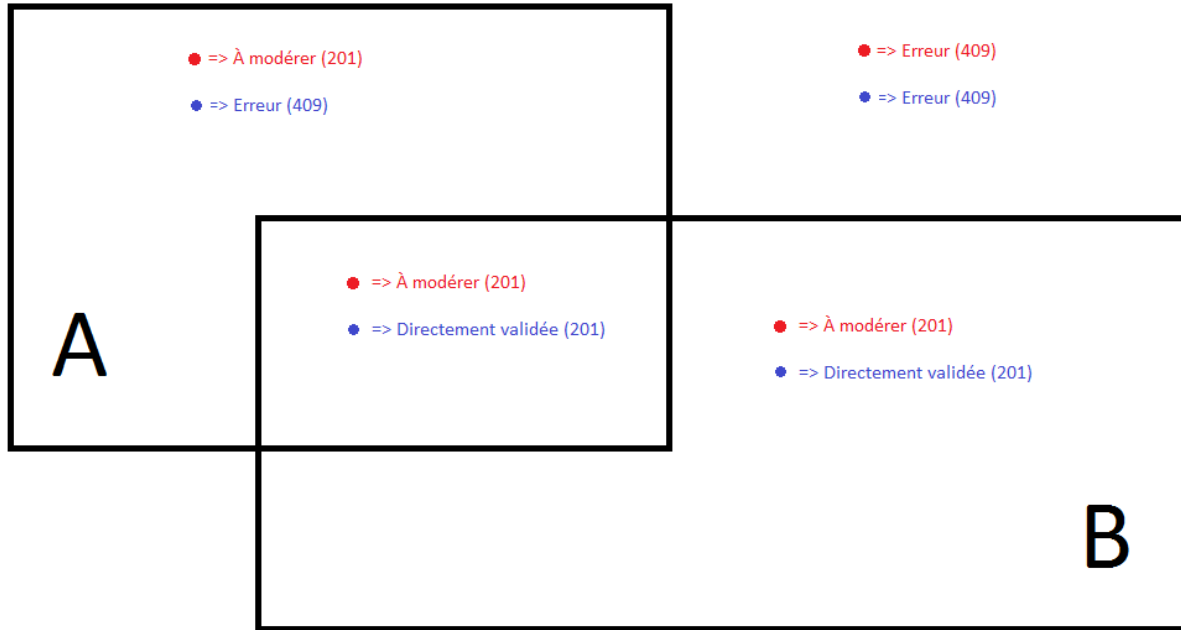 => À modérer (201)
=> Erreur (409)
=> Erreur (409)
=> Erreur (409)
=> À modérer (201)
=> Directement validée (201)
=> À modérer (201)
=> Directement validée (201)
A
B